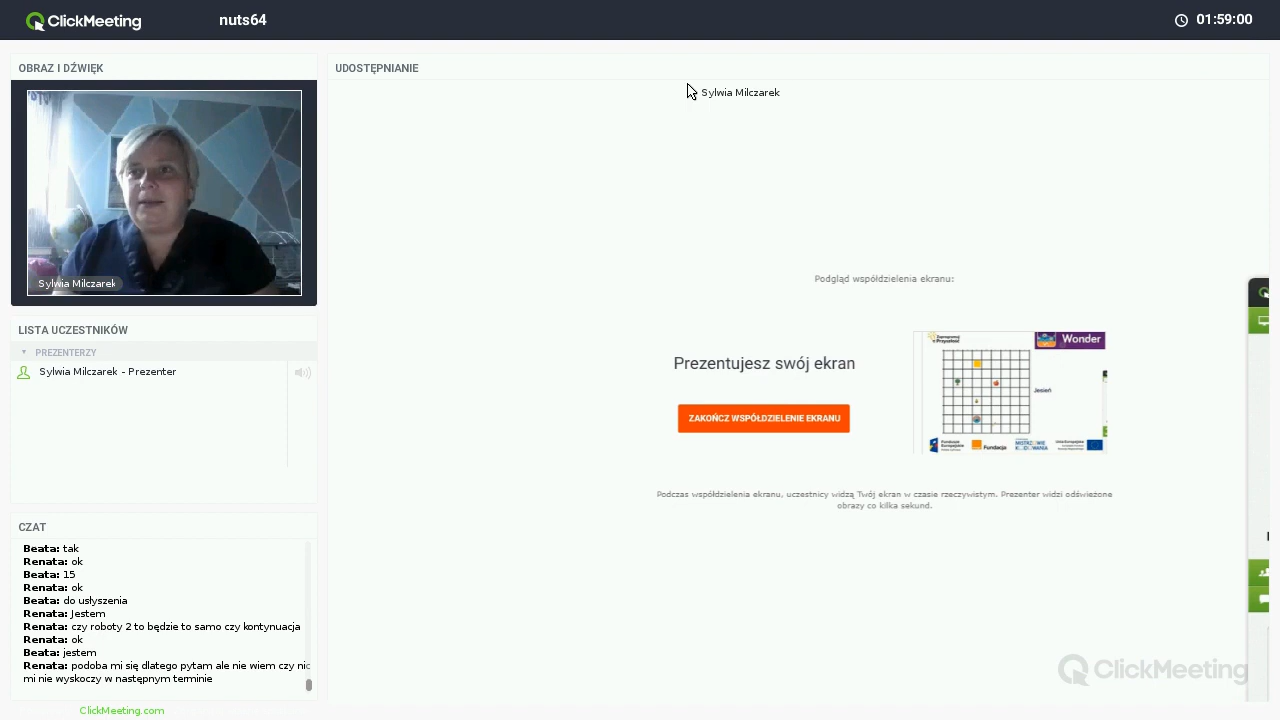 ClickMeeting
nuts64
01:59:00
OBRAZ I DŹWIĘK
Sylwia Milczarek
LISTA UCZESTNIKÓW
PREZENTERZY
Sylwia Milczarek - Prezenter
CZAT
Beata: tak
Renata: ok
Beata: 15
Renata: ok
Beata: do usłyszenia
Renata: Jestem
Renata: czy roboty 2 to będzie to samo czy kontynuacja
Renata: ok
Beata: jestem
Renata: podoba mi się dlatego pytam ale nie wiem czy nic
mi nie wyskoczy w następnym terminie
ClickMeeting.com
UDOSTĘPNIANIE
Sylwia Milczarek
Podgląd współdzielenia ekranu:
Prezentujesz swój ekran
ZAKOŃCZ WSPÓŁDZIELENIE EKRANU
Wonder
Jesień
Fundacja
Podczas współdzielenia ekranu, uczestnicy widzą Twój ekran w czasie rzeczywistym. Prezenter widzi odświeżone
obrazy co kilka sekund.
ClickMeeting